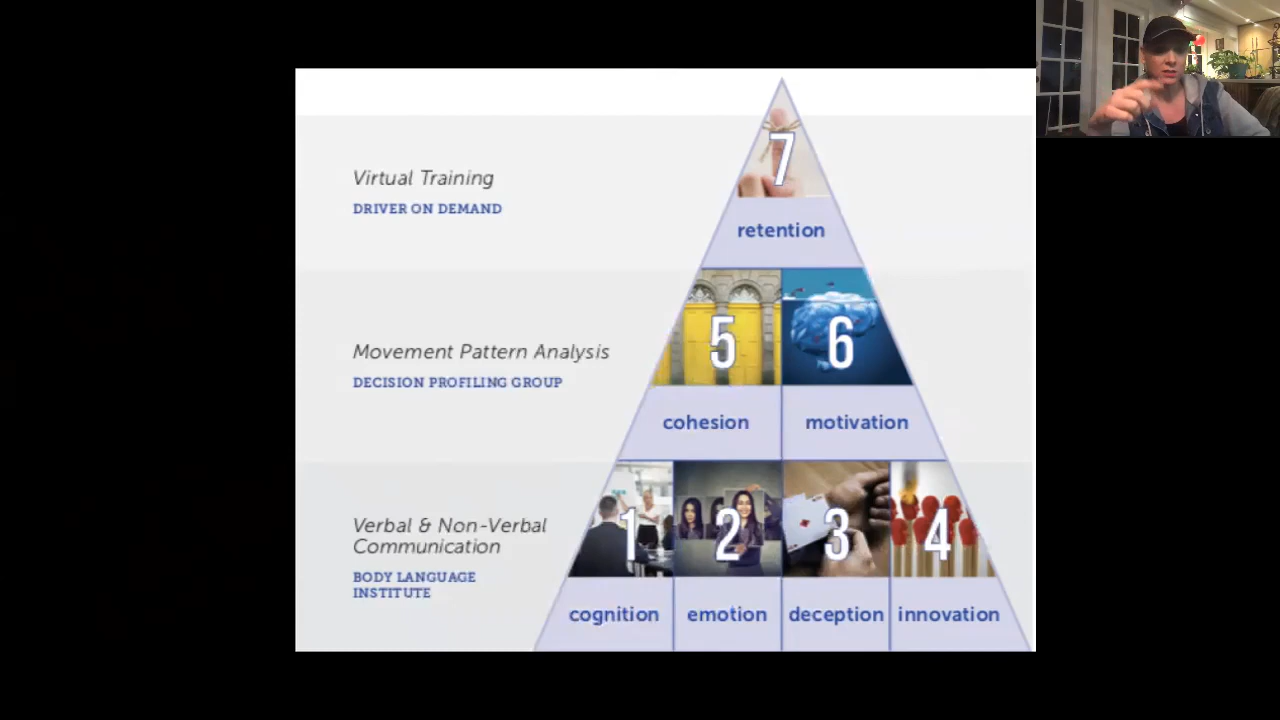 7
Virtual Training
DRIVER ON DEMAND
retention
5 6
Movement Pattern Analysis
DECISION PROFILING GROUP
cohesion motivation
1 2 3 4
Verbal & Non-Verbal
Communication
BODY LANGUAGE
INSTITUTE
cognition emotion deception innovation